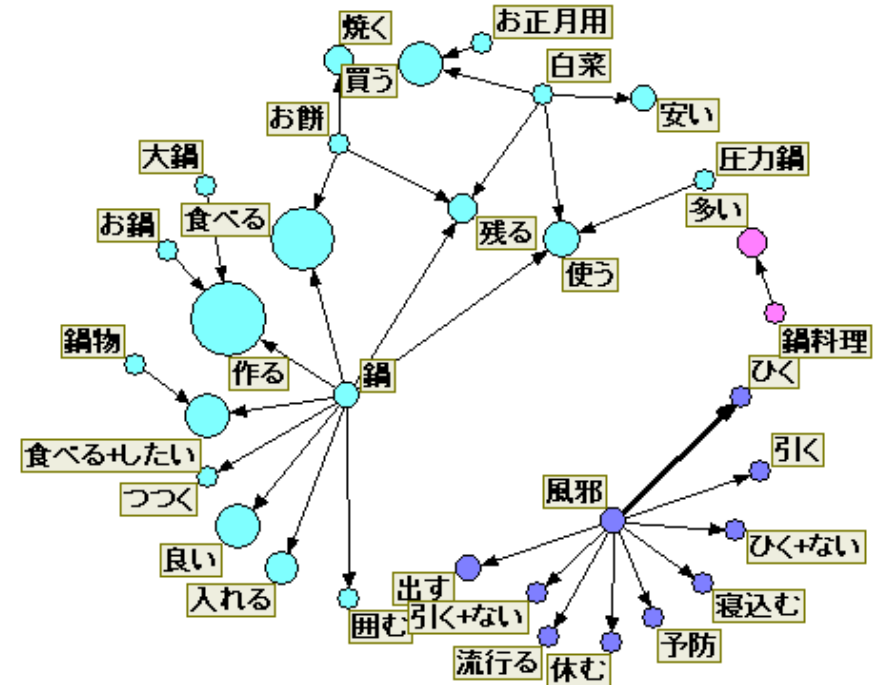 お正月用
焼く
買う
白菜
安い
お餅
大鍋
圧力鍋
お鍋
食べる
多い
残る
使う
鍋物
作る
鍋
鍋料理
ひく
食べる+したい
つつく
引く
風邪
良い
ひく+ない
入れる
出す
引く+ない
囲む
寝込む
予防
流行る
休む